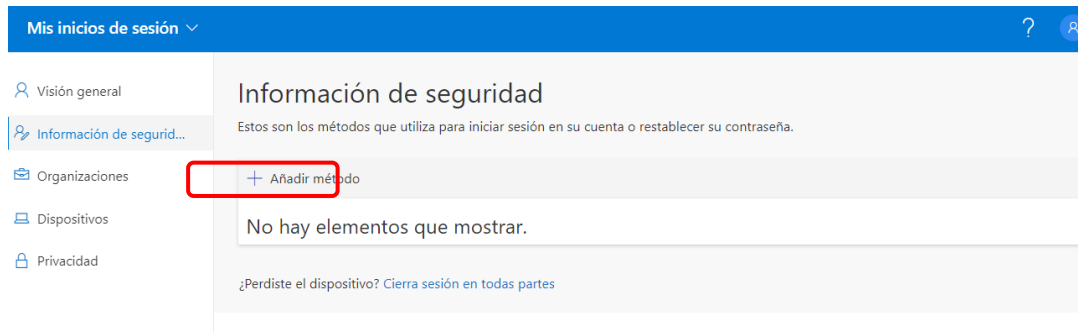 Mis inicios de sesión
?
Visión general
Información de segurid...
Organizaciones
Dispositivos
Privacidad
Información de seguridad
Estos son los métodos que utiliza para iniciar sesión en su cuenta o restablecer su contraseña.
+ Añadir método
No hay elementos que mostrar.
¿Perdiste el dispositivo? Cierra sesión en todas partes